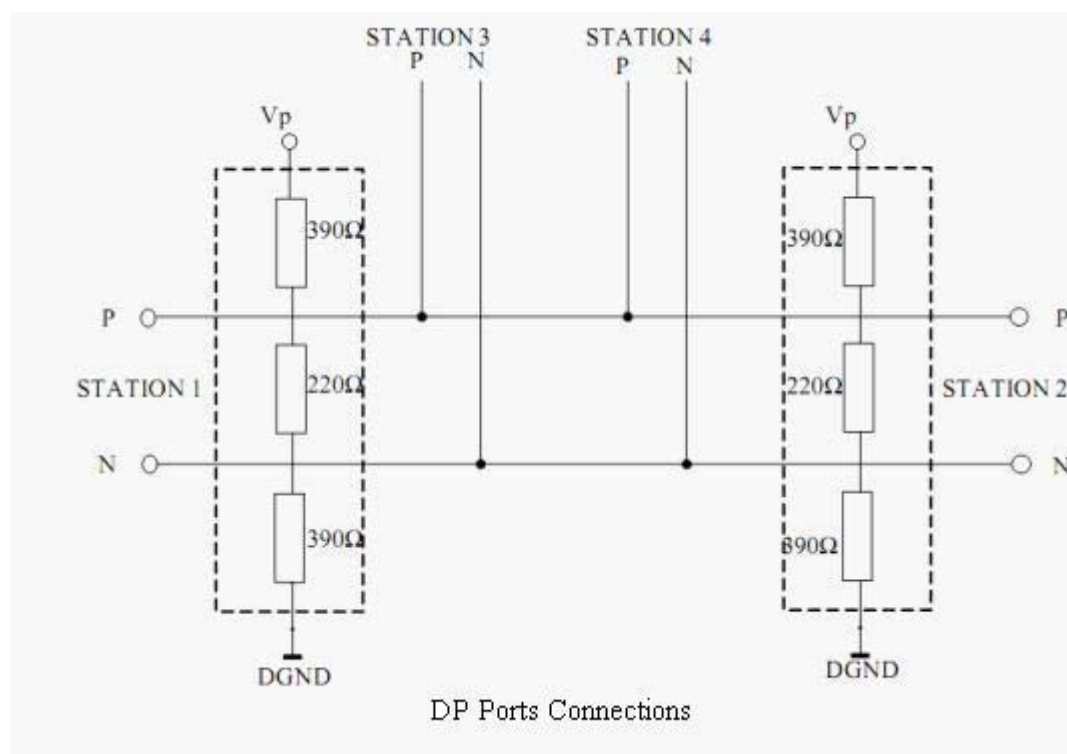 STATION 3
P N
STATION 4
P N
Vp
Vp
390Ω
390Ω
P
P
STATION 1
220Ω
220Ω
STATION 2
N
N
390Ω
390Ω
DGND
DGND
DP Ports Connections